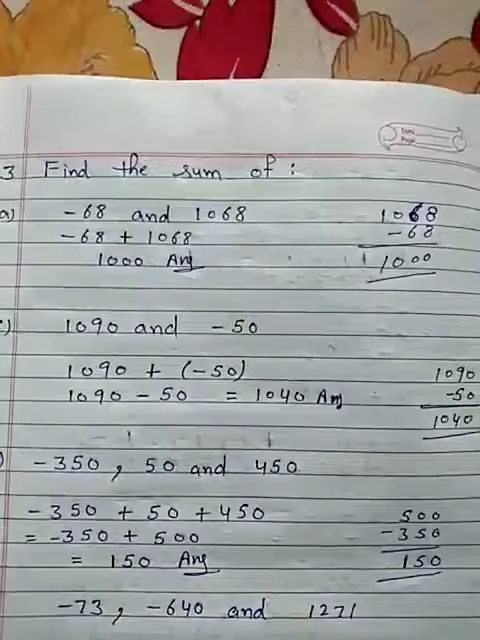 Date
Page
3 Find the sum of :
a) -68 and 1068 1068
-68 + 1068 -68
1000 Ans 1000
c) 1090 and -50
1090 + (-50) 1090
1090 - 50 = 1040 Ans -50
1040
) -350, 50 and 450
-350 + 50 + 450 500
= -350 + 500 -350
= 150 Ans 150
-73, -640 and 1271